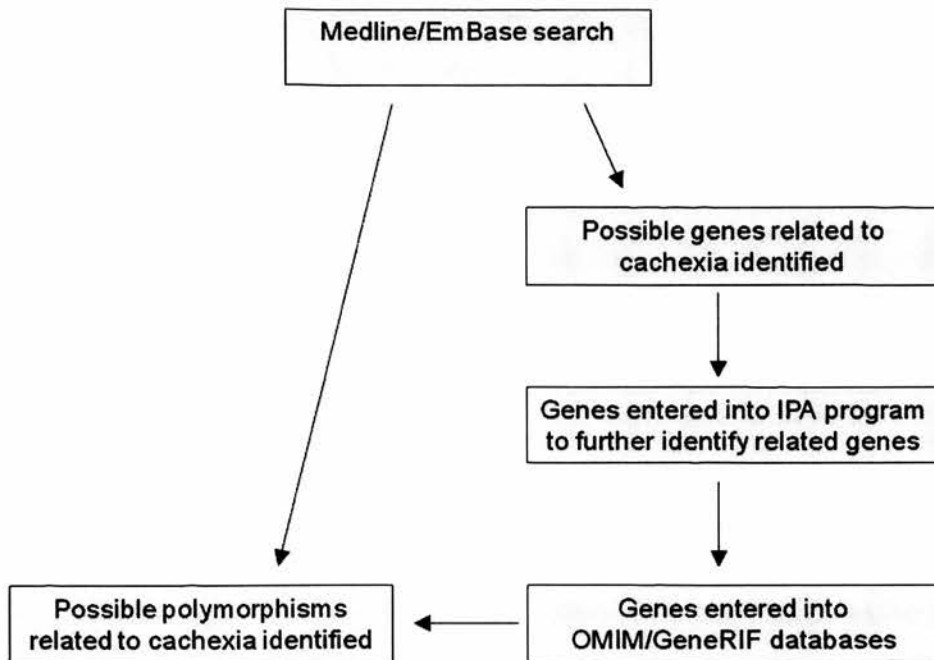 Medline/EmBase search
Possible genes related to
cachexia identified
Genes entered into IPA program
to further identify related genes
Genes entered into
OMIM/GeneRIF databases
Possible polymorphisms
related to cachexia identified